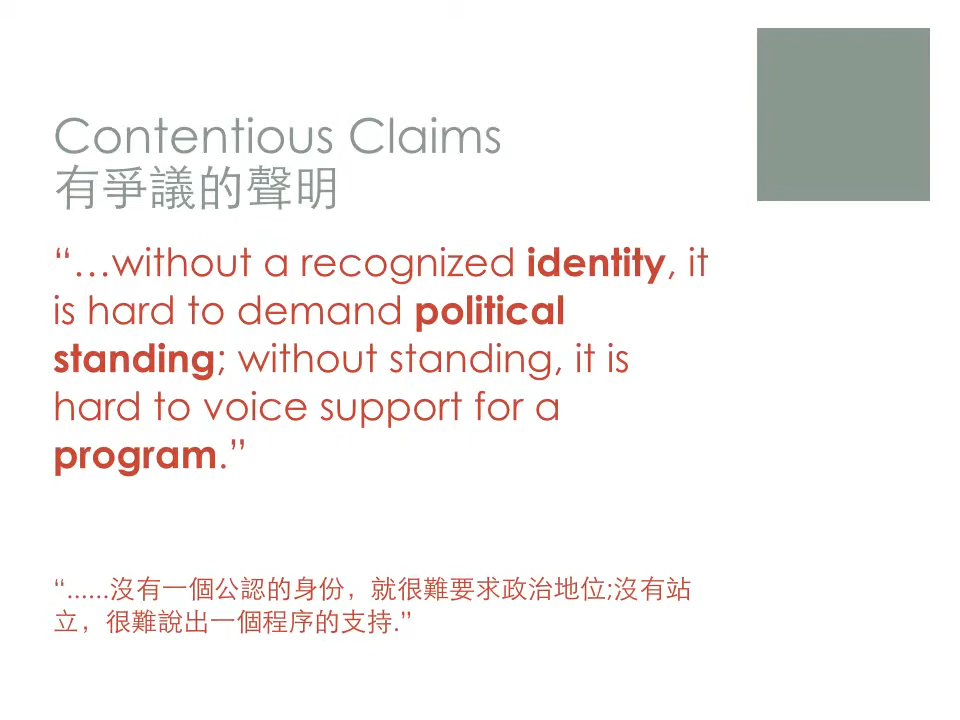 Contentious Claims
有爭議的聲明
“…without a recognized identity, it
is hard to demand political
standing; without standing, it is
hard to voice support for a
program.”
“......沒有一個公認的身份，就很難要求政治地位;沒有站
立，很難說出一個程序的支持.”